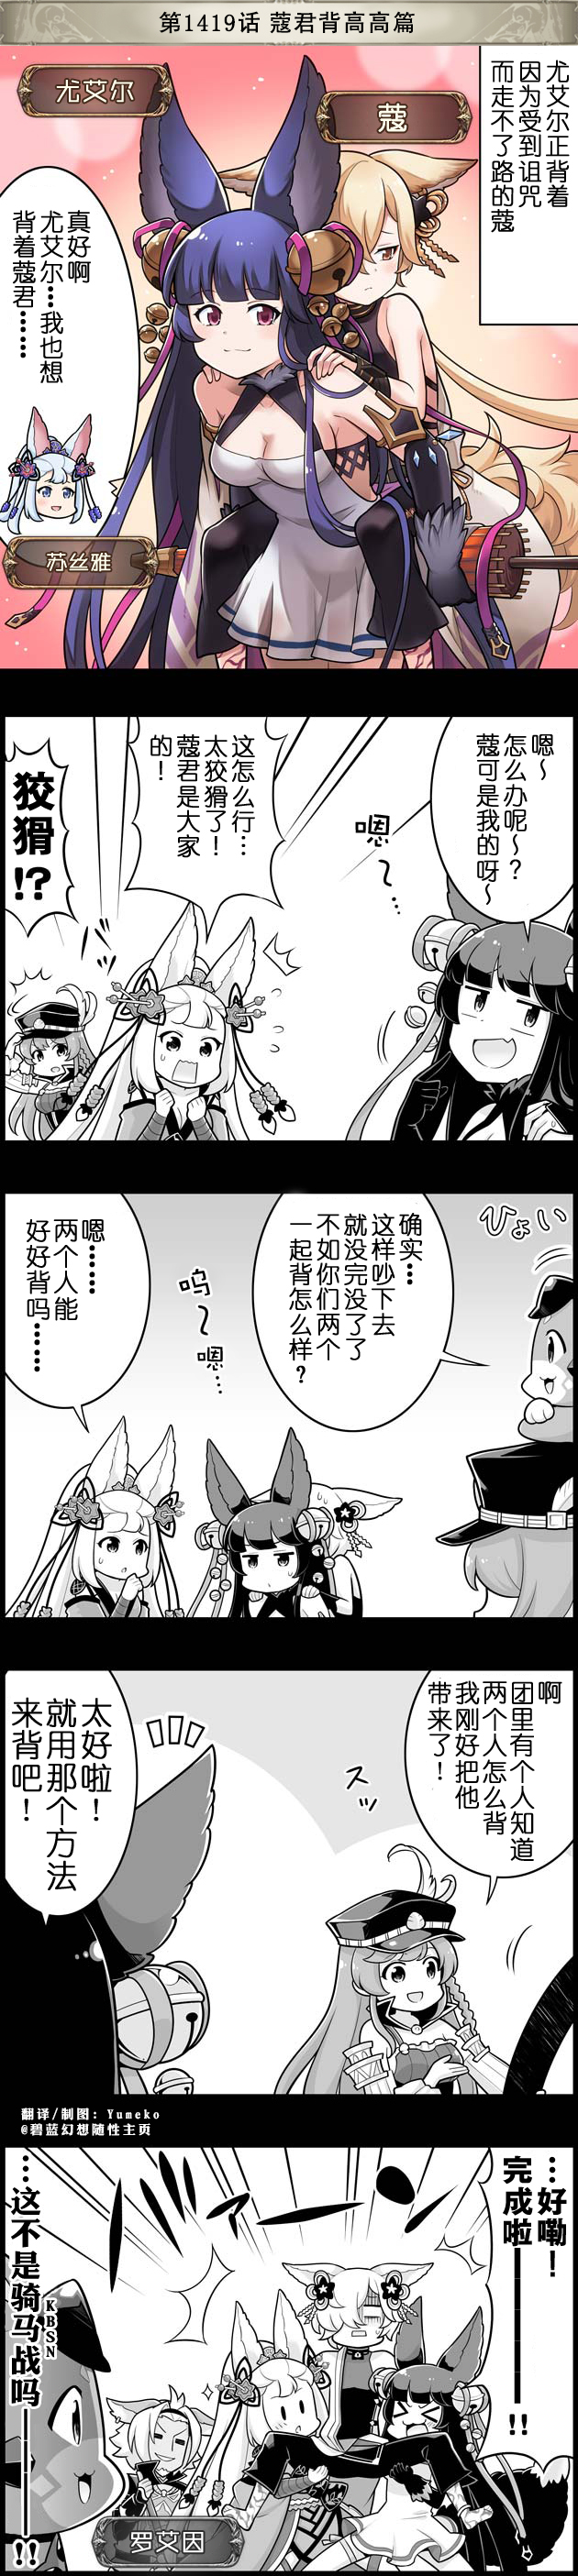 第1419话 蔻君背高高篇
尤艾尔正背着
因为受到诅咒
而走不了路的蔻
尤艾尔
蔻
真好啊
尤艾尔…我也想
背着蔻君……
苏丝雅
嗯～
怎么办呢～？
蔻可是我的呀～
嗯～…
这怎么行…
太狡猾了！
蔻君是大家
的！
狡猾!?
ひょい
确实…
这样吵下去
就没完没了了
不如你们两个
一起背怎么样？
呜～嗯…
嗯……
两个人能
好好背吗……
啊
团里有个人知道
两个人怎么背
我刚好把他
带来了！
スッ
太好啦！
就用那个方法
来背吧！
翻译/制图：Yumeko
@碧蓝幻想随性主页
…好嘞！
完成啦——!!
…这不是骑马战吗——!!
KBSN
罗艾因